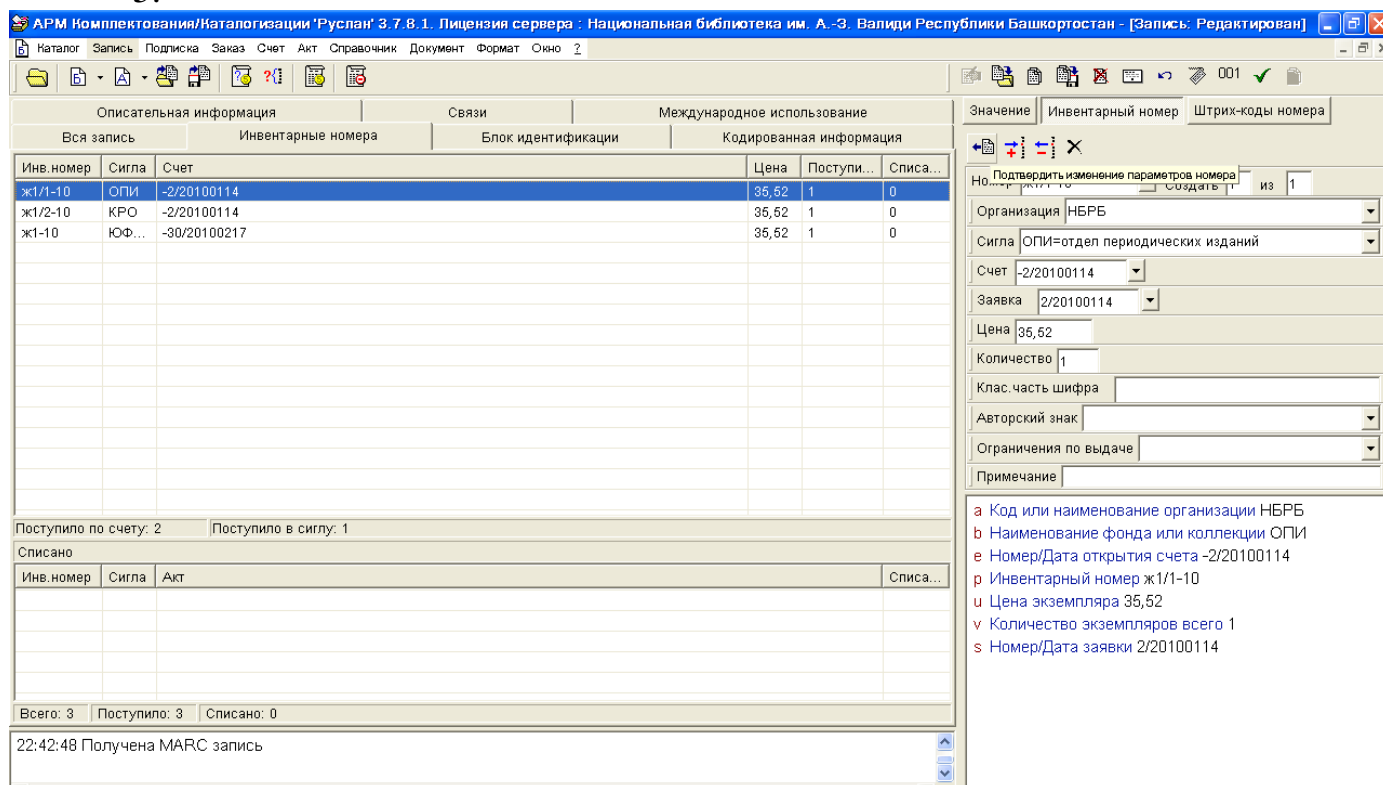 АРМ Комплектования/Каталогизации 'Руслан' 3.7.8.1. Лицензия сервера : Национальная библиотека им. А.-З. Валиди Республики Башкортостан - [Запись: Редактирован]
Каталог Запись Подписка Заказ Счет Акт Справочник Документ Формат Окно ?
Б А 001
Описательная информация Связи Международное использование
Вся запись Инвентарные номера Блок идентификации Кодированная информация
Значение Инвентарный номер Штрих-коды номера
Инв.номер Сигла Счет Цена Поступи... Списа...
ж1/1-10 ОПИ -2/20100114 35,52 1 0
ж1/2-10 КРО -2/20100114 35,52 1 0
ж1-10 ЮФ... -30/20100217 35,52 1 0
Поступило по счету: 2 Поступило в сиглу: 1
Списано
Инв.номер Сигла Акт Списа...
Всего: 3 Поступило: 3 Списано: 0
22:42:48 Получена MARC запись
Подтвердить изменение параметров номера
Номер ж1/1-10 Создать 1 из 1
Организация НБРБ
Сигла ОПИ=отдел периодических изданий
Счет -2/20100114
Заявка 2/20100114
Цена 35,52
Количество 1
Клас.часть шифра
Авторский знак
Ограничения по выдаче
Примечание
a Код или наименование организации НБРБ
b Наименование фонда или коллекции ОПИ
e Номер/Дата открытия счета -2/20100114
p Инвентарный номер ж1/1-10
u Цена экземпляра 35,52
v Количество экземпляров всего 1
s Номер/Дата заявки 2/20100114